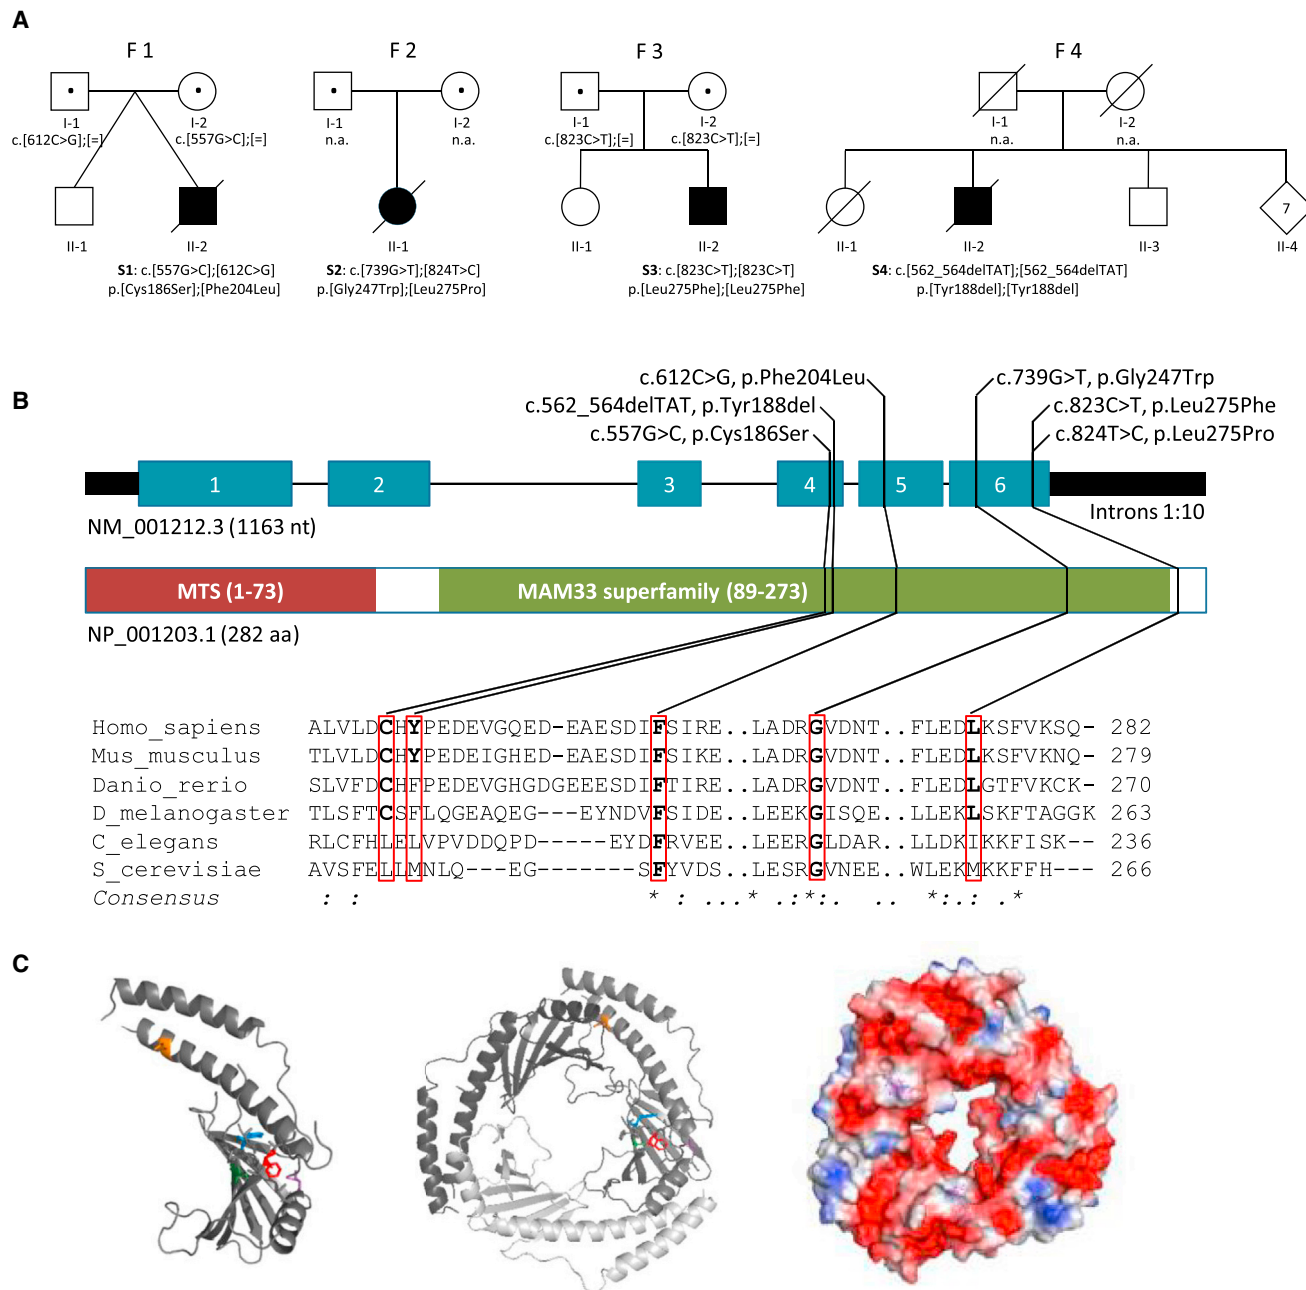 A
F 1
F 2
F 3
F 4
I-1
I-2
I-1
I-2
I-1
I-2
I-1
I-2
c.[612C>G];[=]
c.[557G>C];[=]
n.a.
n.a.
c.[823C>T];[=]
c.[823C>T];[=]
n.a.
n.a.
7
II-1
II-2
II-1
II-1
II-2
II-1
II-2
II-3
II-4
S1: c.[557G>C];[612C>G]
p.[Cys186Ser];[Phe204Leu]
S2: c.[739G>T];[824T>C]
p.[Gly247Trp];[Leu275Pro]
S3: c.[823C>T];[823C>T]
p.[Leu275Phe];[Leu275Phe]
S4: c.[562_564delTAT];[562_564delTAT]
p.[Tyr188del];[Tyr188del]
B
c.612C>G, p.Phe204Leu
c.562_564delTAT, p.Tyr188del
c.557G>C, p.Cys186Ser
c.739G>T, p.Gly247Trp
c.823C>T, p.Leu275Phe
c.824T>C, p.Leu275Pro
1 2 3 4 5 6
NM_001212.3 (1163 nt)
Introns 1:10
MTS (1-73)
MAM33 superfamily (89-273)
NP_001203.1 (282 aa)
Homo_sapiens ALVLDCHYPEDEVGQED-EAESDIFSIRE..LADRGVDNT..FLEDLKSFVKSQ- 282
Mus_musculus TLVLDCHYPEDEIGHED-EAESDIFSIKE..LADRGVDNT..FLEDLKSFVKNQ- 279
Danio_rerio SLVFDCHFPEDEVGHGDGEEESDIFTIRE..LADRGVDNT..FLEDLGTFVKCK- 270
D_melanogaster TLSFTCSFLQGEAQEG---EYNDVFSIDE..LEEKGISQE..LLEKLSKFTAGGK 263
C_elegans RLCFHLELVPVDDQPD-----EYDFRVEE..LEERGLDAR..LLDKIKKFISK-- 236
S_cerevisiae AVSFELLMNLQ---EG-------SFYVDS..LESRGVNEE..WLEKMKKFFH--- 266
Consensus : : * : ...* .:*:. .. *:.: .*
C